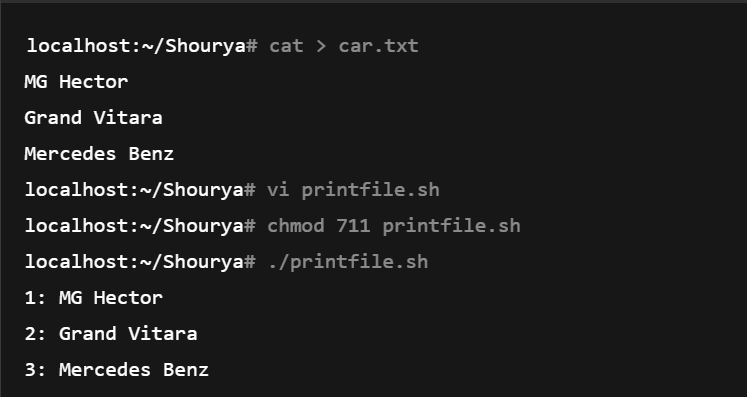 localhost:~/Shourya# cat > car.txt
MG Hector
Grand Vitara
Mercedes Benz
localhost:~/Shourya# vi printfile.sh
localhost:~/Shourya# chmod 711 printfile.sh
localhost:~/Shourya# ./printfile.sh
1: MG Hector
2: Grand Vitara
3: Mercedes Benz